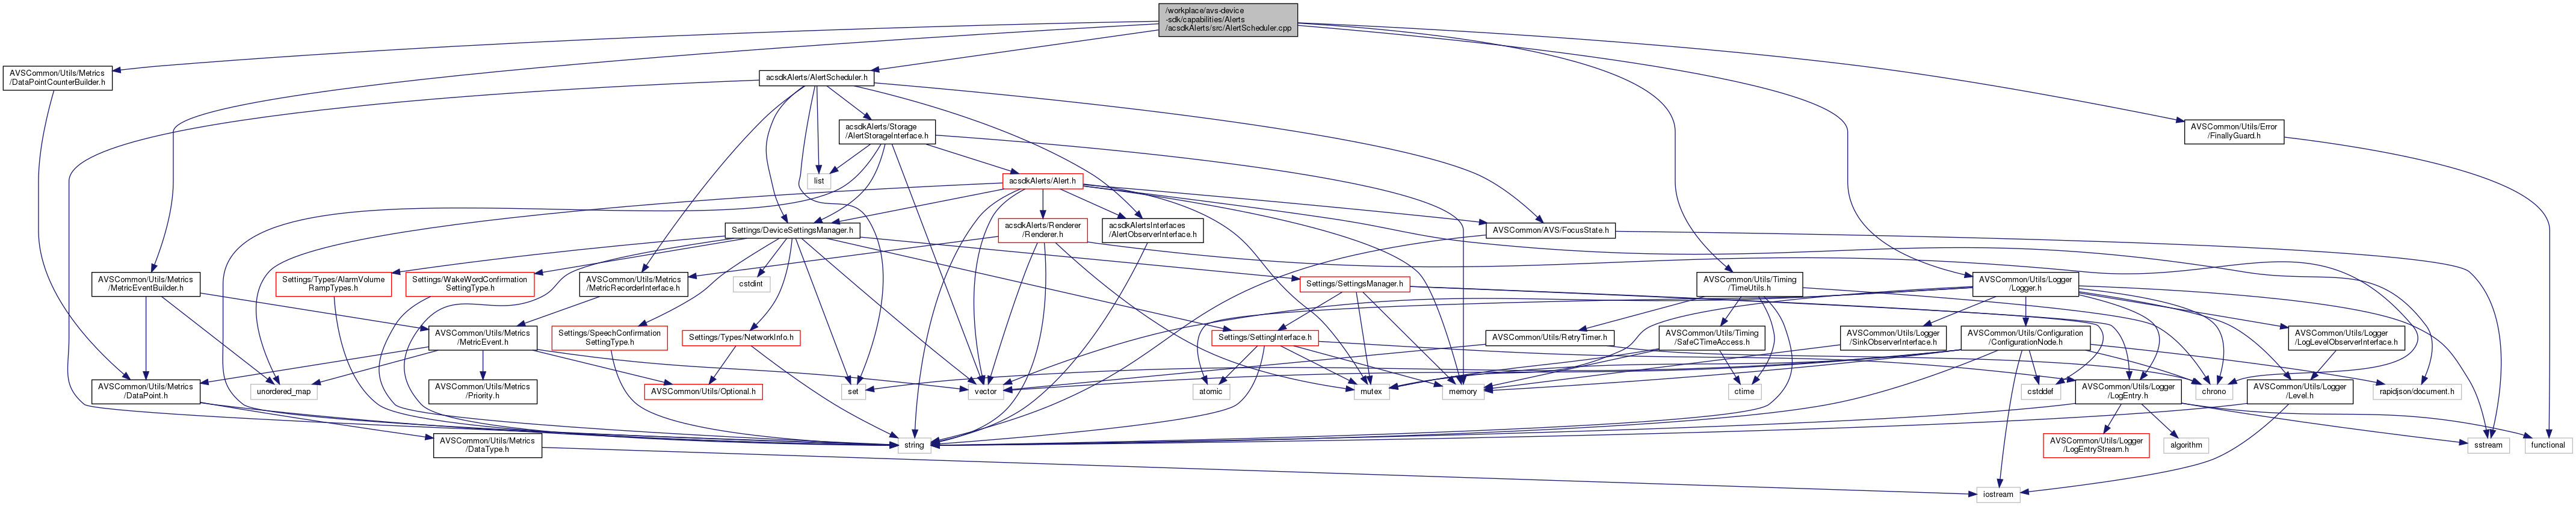 /workplace/avs-device
-sdk/capabilities/Alerts
/acsdkAlerts/src/AlertScheduler.cpp
AVSCommon/Utils/Metrics
/DataPointCounterBuilder.h
acsdkAlerts/AlertScheduler.h
acsdkAlerts/Storage
/AlertStorageInterface.h
AVSCommon/Utils/Error
/FinallyGuard.h
list
acsdkAlerts/Alert.h
Settings/DeviceSettingsManager.h
acsdkAlerts/Renderer
/Renderer.h
acsdkAlertsInterfaces
/AlertObserverInterface.h
AVSCommon/AVS/FocusState.h
AVSCommon/Utils/Metrics
/MetricEventBuilder.h
Settings/Types/AlarmVolume
RampTypes.h
Settings/WakeWordConfirmation
SettingType.h
AVSCommon/Utils/Metrics
/MetricRecorderInterface.h
cstdint
Settings/SettingsManager.h
AVSCommon/Utils/Timing
/TimeUtils.h
AVSCommon/Utils/Logger
/Logger.h
AVSCommon/Utils/Metrics
/MetricEvent.h
Settings/SpeechConfirmation
SettingType.h
Settings/Types/NetworkInfo.h
Settings/SettingInterface.h
AVSCommon/Utils/RetryTimer.h
AVSCommon/Utils/Timing
/SafeCTimeAccess.h
AVSCommon/Utils/Logger
/SinkObserverInterface.h
AVSCommon/Utils/Configuration
/ConfigurationNode.h
AVSCommon/Utils/Logger
/LogLevelObserverInterface.h
AVSCommon/Utils/Metrics
/DataPoint.h
unordered_map
AVSCommon/Utils/Metrics
/Priority.h
AVSCommon/Utils/Optional.h
set
vector
atomic
mutex
memory
ctime
cstddef
AVSCommon/Utils/Logger
/LogEntry.h
chrono
AVSCommon/Utils/Logger
/Level.h
rapidjson/document.h
AVSCommon/Utils/Metrics
/DataType.h
string
AVSCommon/Utils/Logger
/LogEntryStream.h
algorithm
sstream
functional
iostream